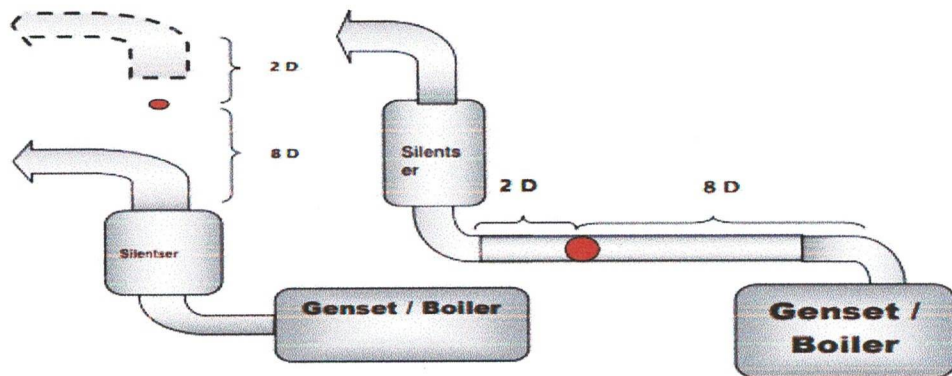 2 D
8 D
Silentser
Genset / Boiler
Silents
er
2 D
8 D
Genset /
Boiler